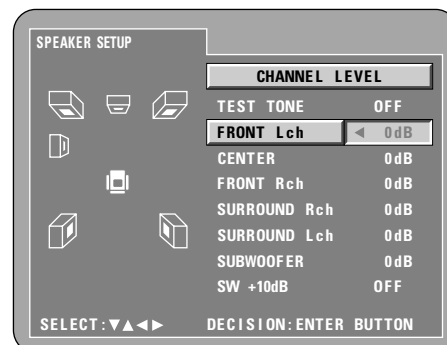 SPEAKER SETUP
CHANNEL LEVEL
TEST TONE OFF
FRONT Lch ◀ 0dB
CENTER 0dB
FRONT Rch 0dB
SURROUND Rch 0dB
SURROUND Lch 0dB
SUBWOOFER 0dB
SW +10dB OFF
SELECT:▼▲◀▶ DECISION:ENTER BUTTON